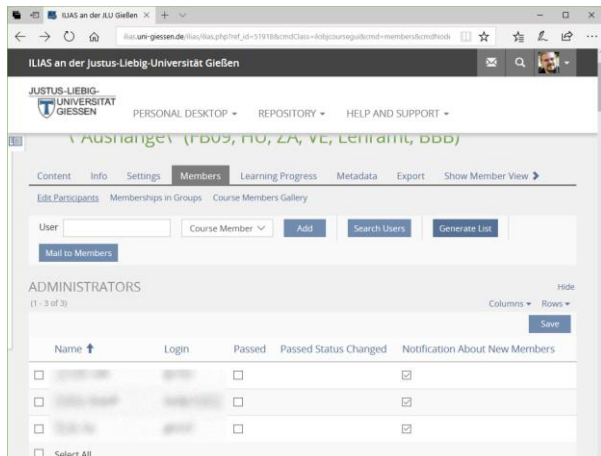 ILIAS an der JLU Gießen
ilias.uni-giessen.de/ilias/ilias.php?ref_id=51918&cmdClass=ilobjcoursegui&cmd=members&cmdNode
ILIAS an der Justus-Liebig-Universität Gießen
JUSTUS-LIEBIG-
UNIVERSITÄT
GIESSEN
PERSONAL DESKTOP REPOSITORY HELP AND SUPPORT
\"Aushänge\" (FB09, HU, ZA, VE, Lehramt, BBB)
Content Info Settings Members Learning Progress Metadata Export Show Member View
Edit Participants Memberships in Groups Course Members Gallery
User Course Member Add Search Users Generate List
Mail to Members
ADMINISTRATORS Hide
(1 - 3 of 3) Columns Rows
Save
Name Login Passed Passed Status Changed Notification About New Members
Select All